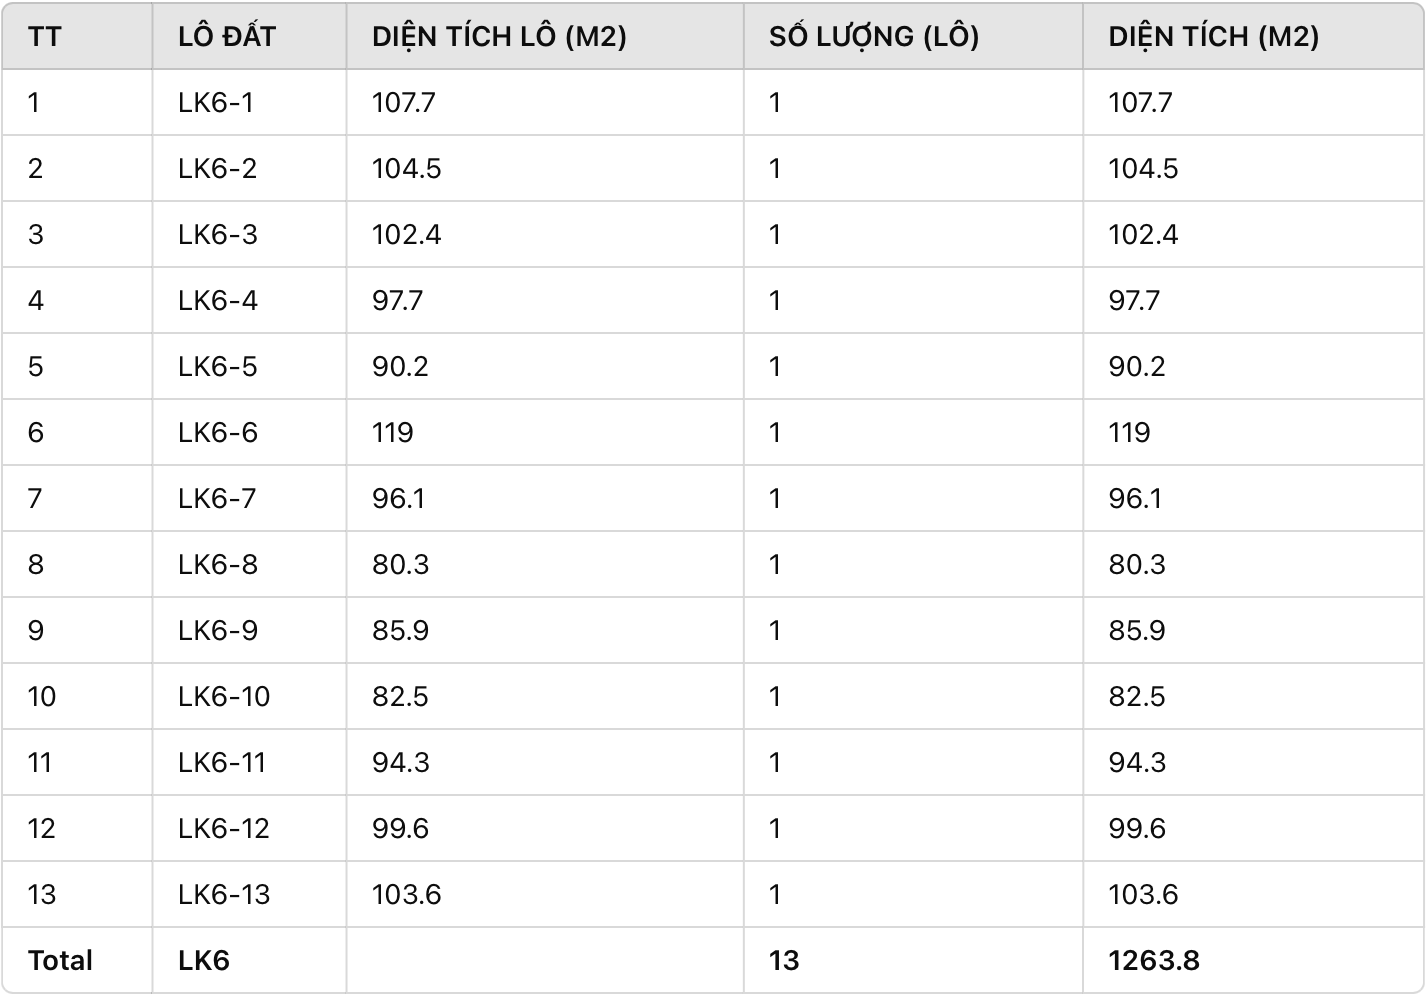 TT LÔ ĐẤT DIỆN TÍCH LÔ (M2) SỐ LƯỢNG (LÔ) DIỆN TÍCH (M2)
1 LK6-1 107.7 1 107.7
2 LK6-2 104.5 1 104.5
3 LK6-3 102.4 1 102.4
4 LK6-4 97.7 1 97.7
5 LK6-5 90.2 1 90.2
6 LK6-6 119 1 119
7 LK6-7 96.1 1 96.1
8 LK6-8 80.3 1 80.3
9 LK6-9 85.9 1 85.9
10 LK6-10 82.5 1 82.5
11 LK6-11 94.3 1 94.3
12 LK6-12 99.6 1 99.6
13 LK6-13 103.6 1 103.6
Total LK6 13 1263.8